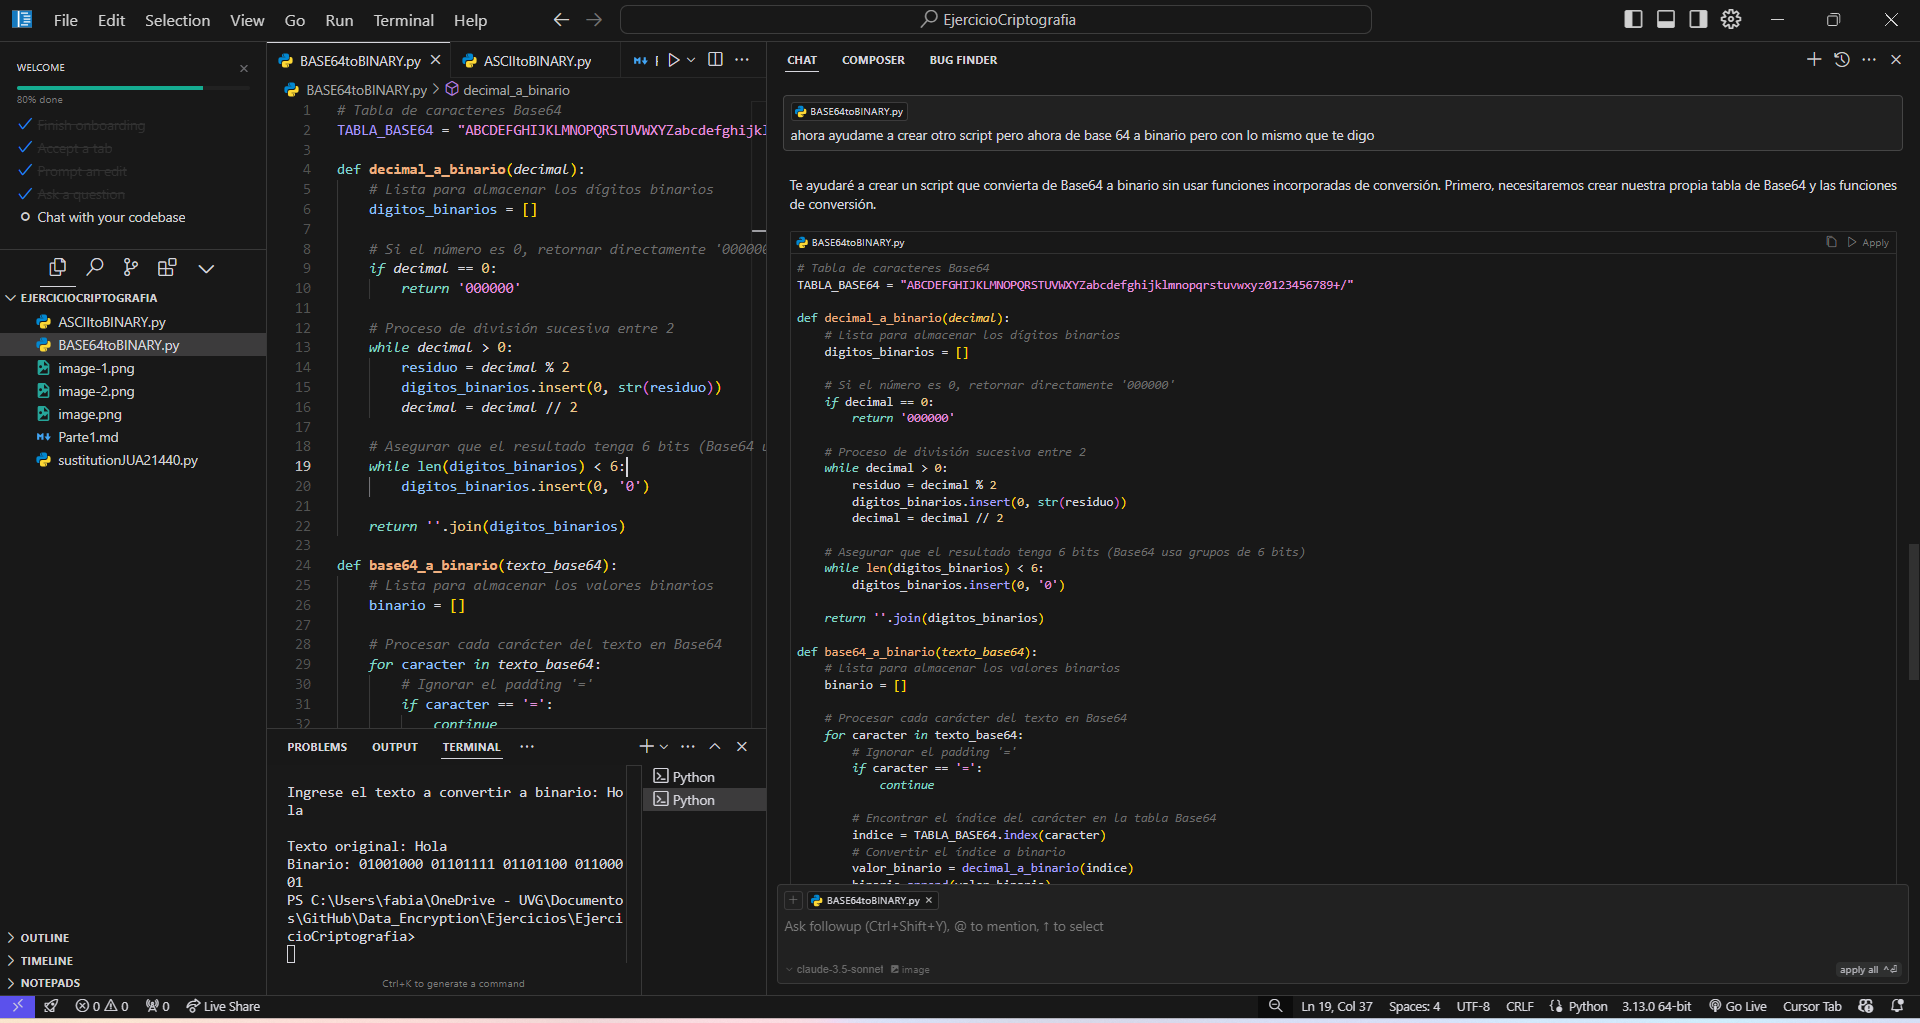 File Edit Selection View Go Run Terminal Help
EjercicioCriptografia
WELCOME
80% done
Finish onboarding
Accept a tab
Prompt an edit
Ask a question
Chat with your codebase
EJERCICIOCRIPTOGRAFIA
ASCIItoBINARY.py
BASE64toBINARY.py
image-1.png
image-2.png
image.png
Parte1.md
sustitutionJUA21440.py
OUTLINE
TIMELINE
NOTEPADS
BASE64toBINARY.py ASCIItoBINARY.py
BASE64toBINARY.py > decimal_a_binario
1 # Tabla de caracteres Base64
2 TABLA_BASE64 = "ABCDEFGHIJKLMNOPQRSTUVWXYZabcdefghijkl
3
4 def decimal_a_binario(decimal):
5 # Lista para almacenar los dígitos binarios
6 digitos_binarios = []
7
8 # Si el número es 0, retornar directamente '000000
9 if decimal == 0:
10 return '000000'
11
12 # Proceso de división sucesiva entre 2
13 while decimal > 0:
14 residuo = decimal % 2
15 digitos_binarios.insert(0, str(residuo))
16 decimal = decimal // 2
17
18 # Asegurar que el resultado tenga 6 bits (Base64 u
19 while len(digitos_binarios) < 6:
20 digitos_binarios.insert(0, '0')
21
22 return ''.join(digitos_binarios)
23
24 def base64_a_binario(texto_base64):
25 # Lista para almacenar los valores binarios
26 binario = []
27
28 # Procesar cada carácter del texto en Base64
29 for caracter in texto_base64:
30 # Ignorar el padding '='
31 if caracter == '=':
32 continue
PROBLEMS OUTPUT TERMINAL
Ingrese el texto a convertir a binario: Ho
la
Texto original: Hola
Binario: 01001000 01101111 01101100 011000
01
PS C:\Users\fabia\OneDrive - UVG\Documento
s\GitHub\Data_Encryption\Ejercicios\Ejerci
cioCriptografia>
Ctrl+K to generate a command
Python
Python
CHAT COMPOSER BUG FINDER
BASE64toBINARY.py
ahora ayudame a crear otro script pero ahora de base 64 a binario pero con lo mismo que te digo
Te ayudaré a crear un script que convierta de Base64 a binario sin usar funciones incorporadas de conversión. Primero, necesitaremos crear nuestra propia tabla de Base64 y las funciones
de conversión.
BASE64toBINARY.py Apply
# Tabla de caracteres Base64
TABLA_BASE64 = "ABCDEFGHIJKLMNOPQRSTUVWXYZabcdefghijklmnopqrstuvwxyz0123456789+/"
def decimal_a_binario(decimal):
# Lista para almacenar los dígitos binarios
digitos_binarios = []
# Si el número es 0, retornar directamente '000000'
if decimal == 0:
return '000000'
# Proceso de división sucesiva entre 2
while decimal > 0:
residuo = decimal % 2
digitos_binarios.insert(0, str(residuo))
decimal = decimal // 2
# Asegurar que el resultado tenga 6 bits (Base64 usa grupos de 6 bits)
while len(digitos_binarios) < 6:
digitos_binarios.insert(0, '0')
return ''.join(digitos_binarios)
def base64_a_binario(texto_base64):
# Lista para almacenar los valores binarios
binario = []
# Procesar cada carácter del texto en Base64
for caracter in texto_base64:
# Ignorar el padding '='
if caracter == '=':
continue
# Encontrar el índice del carácter en la tabla Base64
indice = TABLA_BASE64.index(caracter)
# Convertir el índice a binario
valor_binario = decimal_a_binario(indice)
binario.append(valor_binario)
BASE64toBINARY.py
Ask followup (Ctrl+Shift+Y), @ to mention, ↑ to select
claude-3.5-sonnet image apply all
0 0 0 Live Share Ln 19, Col 37 Spaces: 4 UTF-8 CRLF Python 3.13.0 64-bit Go Live Cursor Tab